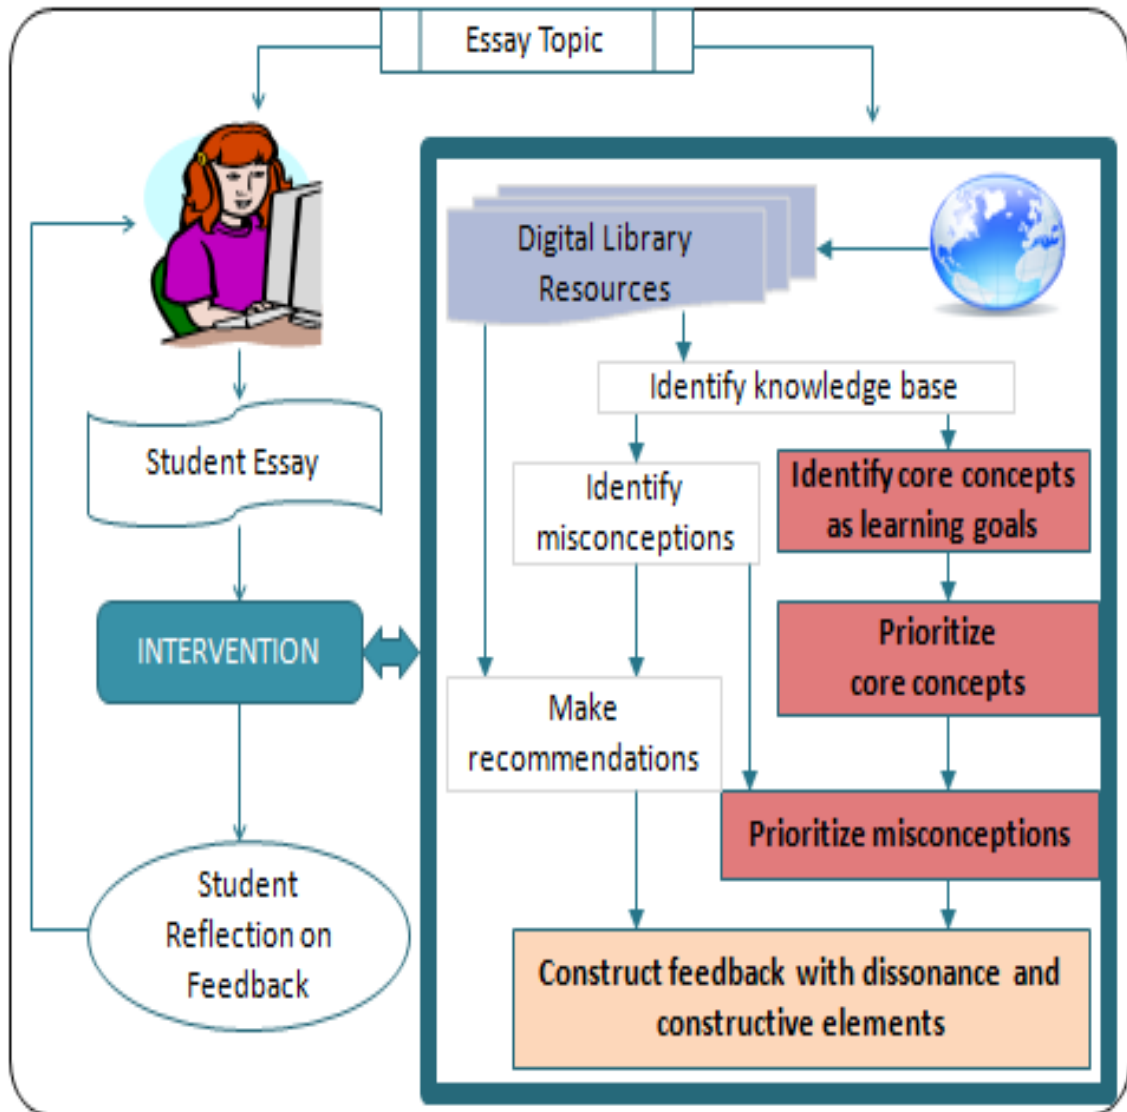 Essay Topic
Digital Library
Resources
Identify knowledge base
Student Essay
Identify
misconceptions
Identify core concepts
as learning goals
INTERVENTION
Prioritize
core concepts
Make
recommendations
Prioritize misconceptions
Student
Reflection on
Feedback
Construct feedback with dissonance and
constructive elements